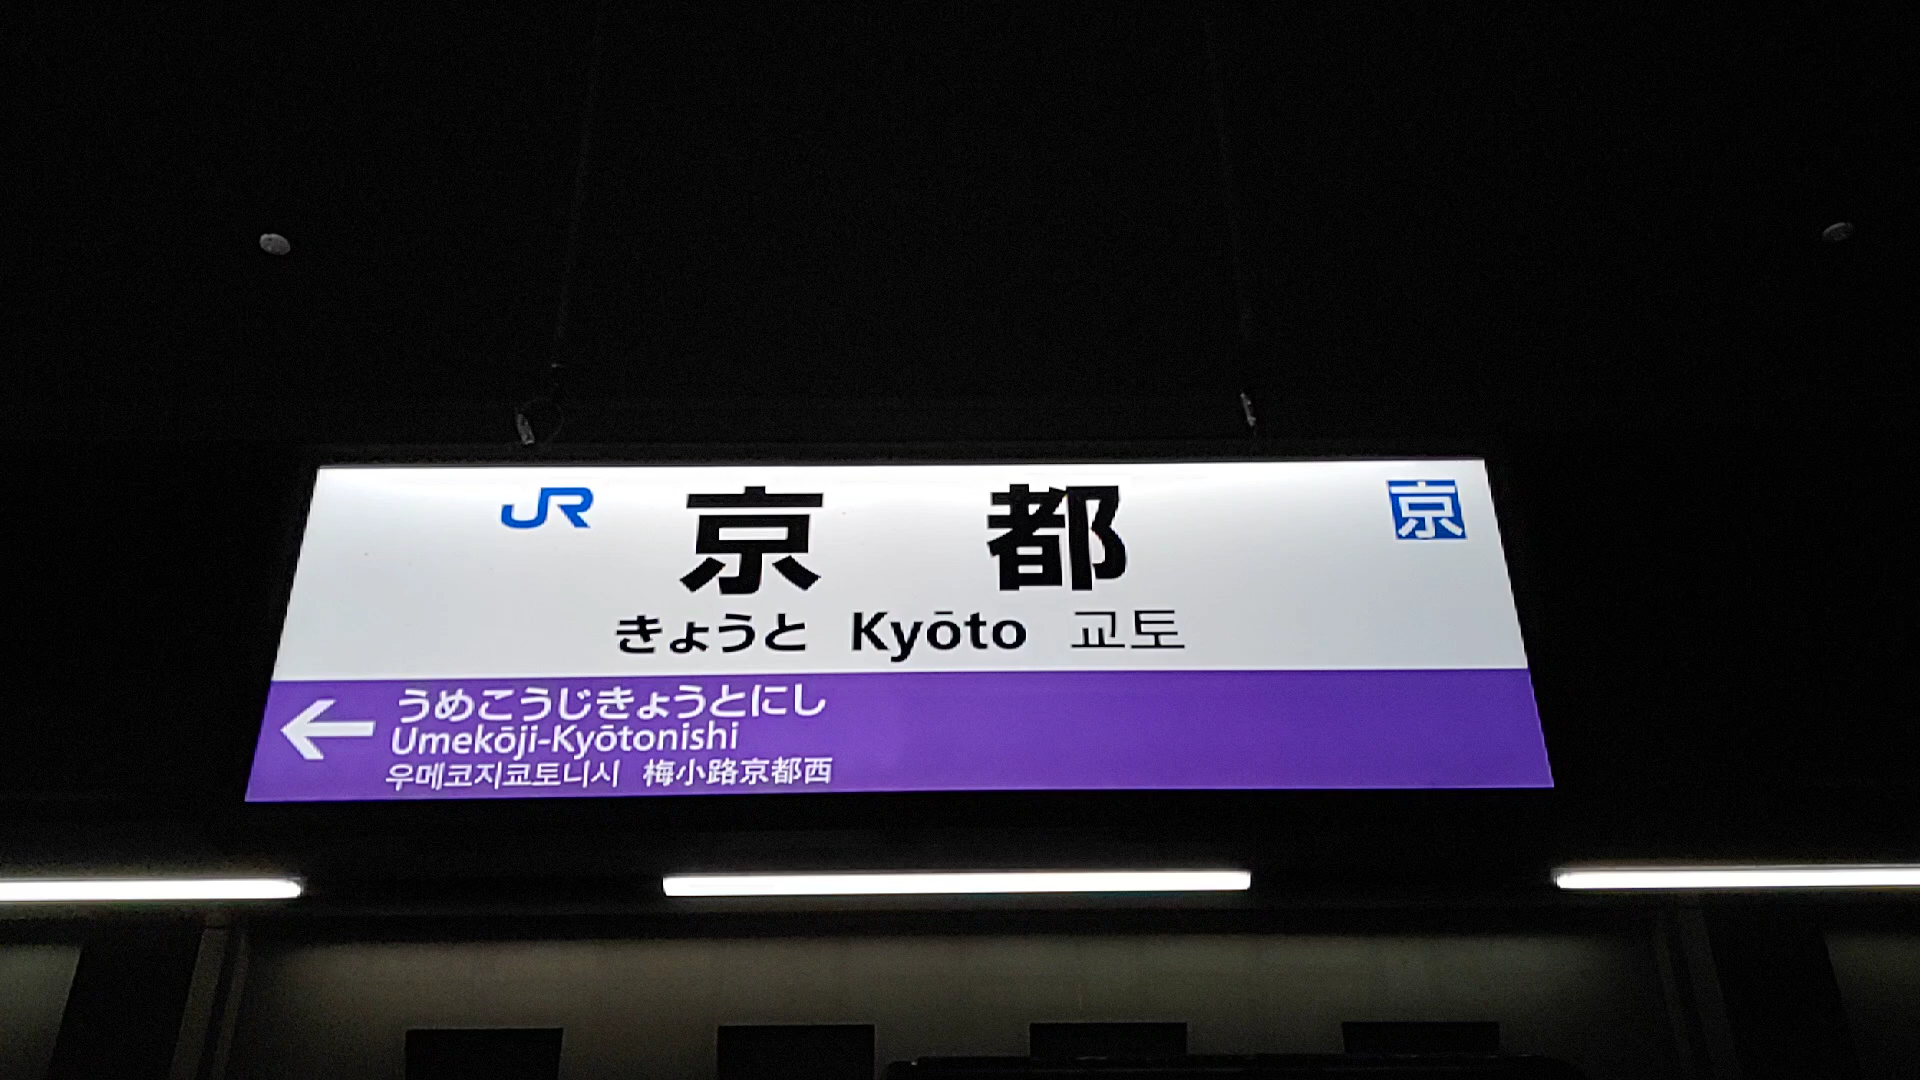 JR 京都 京
きょうと Kyōto 교토
うめこうじきょうとにし
Umekōji-Kyōtonishi
우메코지쿄토니시 梅小路京都西